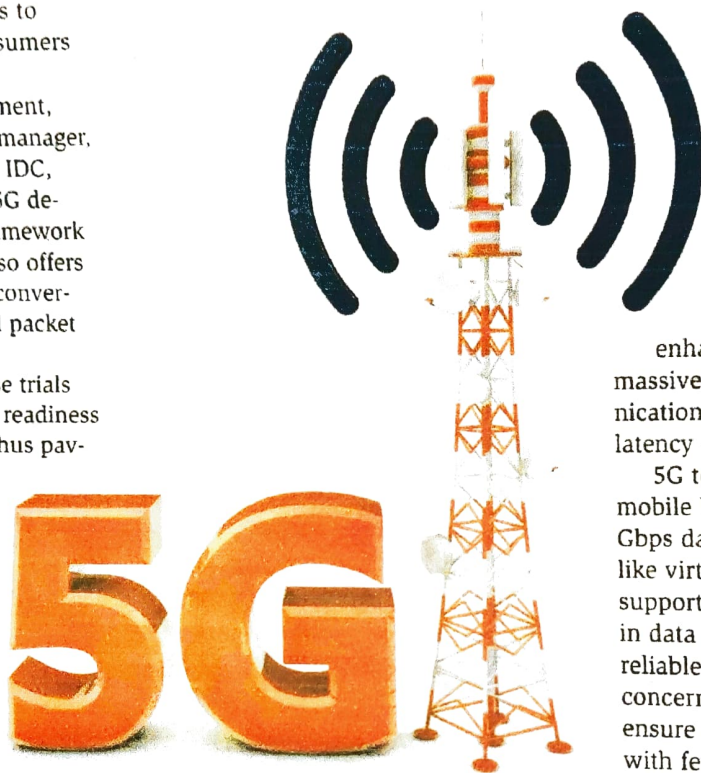 s to
sumers
ment,
manager,
IDC,
5G de-
mework
so offers
conver-
l packet
se trials
readiness
hus pav-
5G
enha
massive
nication
latency
5G t
mobile
Gbps da
like virt
support
in data
reliable
concern
ensure
with fe